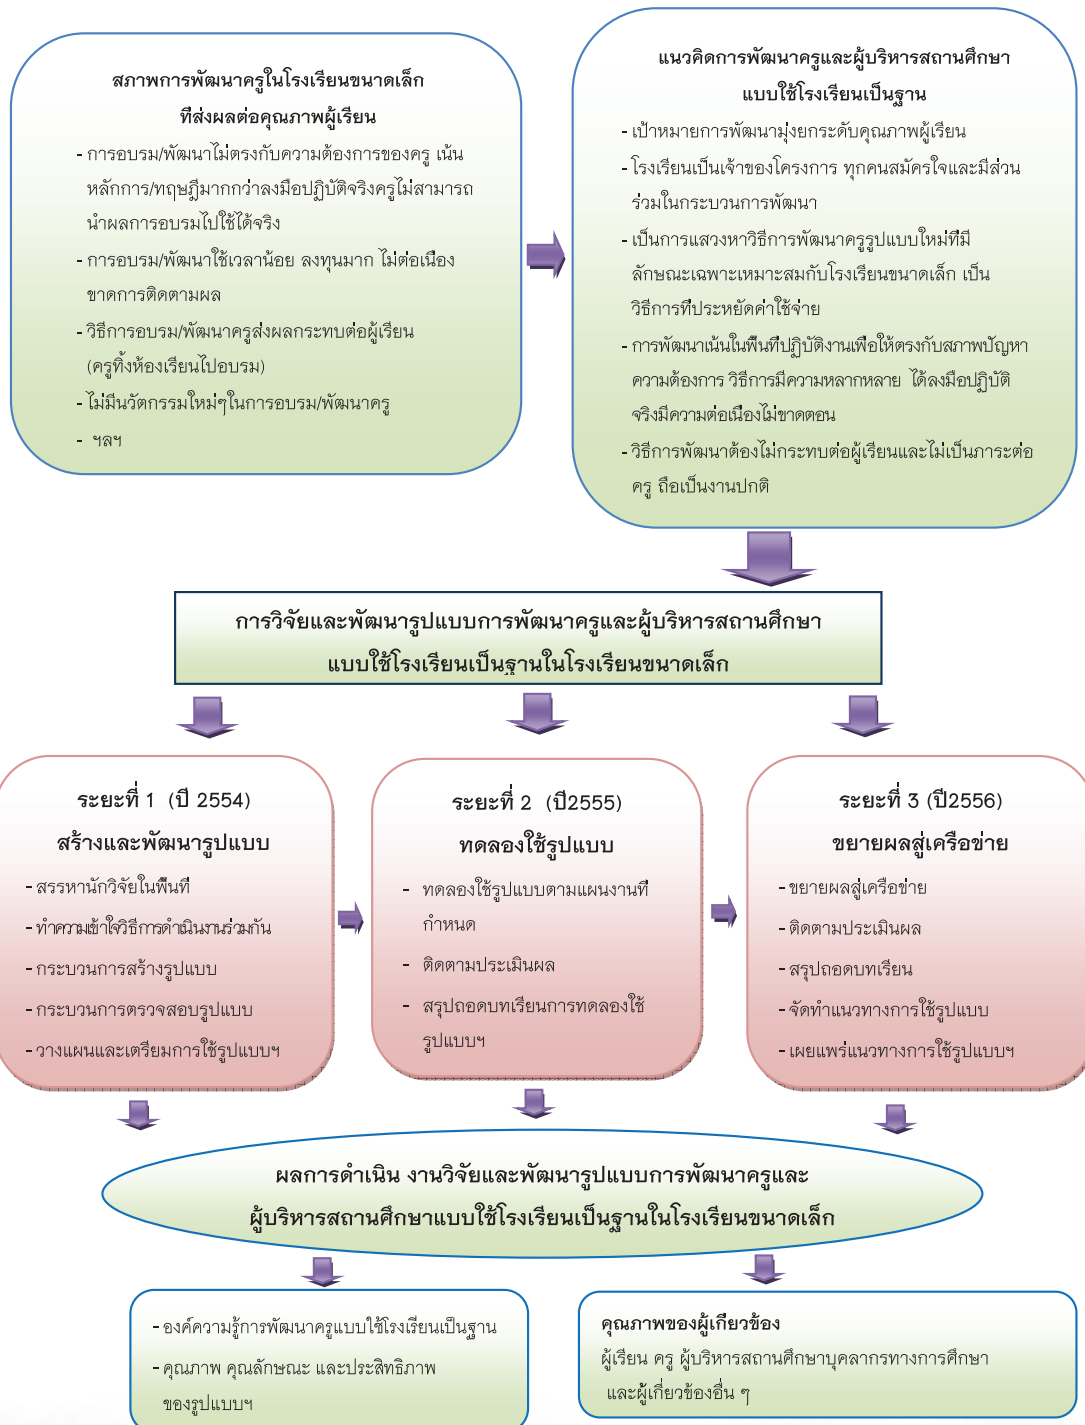 สภาพการพัฒนาครูในโรงเรียนขนาดเล็ก
ที่ส่งผลต่อคุณภาพผู้เรียน
- การอบรม/พัฒนาไม่ตรงกับความต้องการของครู เน้น
หลักการ/ทฤษฎีมากกว่าลงมือปฏิบัติจริงครูไม่สามารถ
นำผลการอบรมไปใช้ได้จริง
- การอบรม/พัฒนาใช้เวลาน้อย ลงทุนมาก ไม่ต่อเนื่อง
ขาดการติดตามผล
- วิธีการอบรม/พัฒนาครูส่งผลกระทบต่อผู้เรียน
(ครูทิ้งห้องเรียนไปอบรม)
- ไม่มีนวัตกรรมใหม่ๆในการอบรม/พัฒนาครู
- ฯลฯ
แนวคิดการพัฒนาครูและผู้บริหารสถานศึกษา
แบบใช้โรงเรียนเป็นฐาน
- เป้าหมายการพัฒนามุ่งยกระดับคุณภาพผู้เรียน
- โรงเรียนเป็นเจ้าของโครงการ ทุกคนสมัครใจและมีส่วน
ร่วมในกระบวนการพัฒนา
- เป็นการแสวงหาวิธีการพัฒนาครูรูปแบบใหม่ที่มี
ลักษณะเฉพาะเหมาะสมกับโรงเรียนขนาดเล็ก เป็น
วิธีการที่ประหยัดค่าใช้จ่าย
- การพัฒนาเน้นในพื้นที่ปฏิบัติงานเพื่อให้ตรงกับสภาพปัญหา
ความต้องการ วิธีการมีความหลากหลาย ได้ลงมือปฏิบัติ
จริงมีความต่อเนื่องไม่ขาดตอน
- วิธีการพัฒนาต้องไม่กระทบต่อผู้เรียนและไม่เป็นภาระต่อ
ครู ถือเป็นงานปกติ
การวิจัยและพัฒนารูปแบบการพัฒนาครูและผู้บริหารสถานศึกษา
แบบใช้โรงเรียนเป็นฐานในโรงเรียนขนาดเล็ก
ระยะที่ 1 (ปี 2554)
สร้างและพัฒนารูปแบบ
- สรรหานักวิจัยในพื้นที่
- ทำความเข้าใจวิธีการดำเนินงานร่วมกัน
- กระบวนการสร้างรูปแบบ
- กระบวนการตรวจสอบรูปแบบ
- วางแผนและเตรียมการใช้รูปแบบฯ
ระยะที่ 2 (ปี2555)
ทดลองใช้รูปแบบ
- ทดลองใช้รูปแบบตามแผนงานที่
กำหนด
- ติดตามประเมินผล
- สรุปถอดบทเรียนการทดลองใช้
รูปแบบฯ
ระยะที่ 3 (ปี2556)
ขยายผลสู่เครือข่าย
- ขยายผลสู่เครือข่าย
- ติดตามประเมินผล
- สรุปถอดบทเรียน
- จัดทำแนวทางการใช้รูปแบบ
- เผยแพร่แนวทางการใช้รูปแบบฯ
ผลการดำเนิน งานวิจัยและพัฒนารูปแบบการพัฒนาครูและ
ผู้บริหารสถานศึกษาแบบใช้โรงเรียนเป็นฐานในโรงเรียนขนาดเล็ก
- องค์ความรู้การพัฒนาครูแบบใช้โรงเรียนเป็นฐาน
- คุณภาพ คุณลักษณะ และประสิทธิภาพ
ของรูปแบบฯ
คุณภาพของผู้เกี่ยวข้อง
ผู้เรียน ครู ผู้บริหารสถานศึกษาบุคลากรทางการศึกษา
และผู้เกี่ยวข้องอื่น ๆ